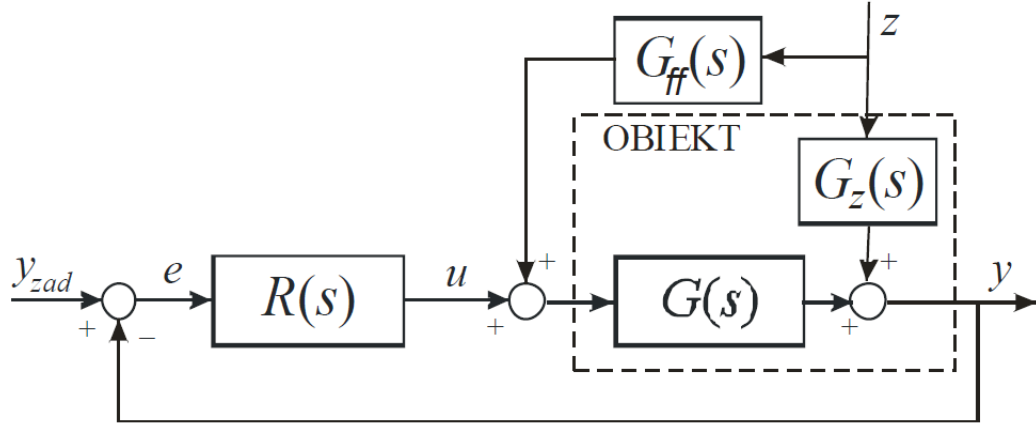 z
G_ff(s)
OBIEKT
G_z(s)
+ +
y_zad e R(s) u G(s) y
+ − + +